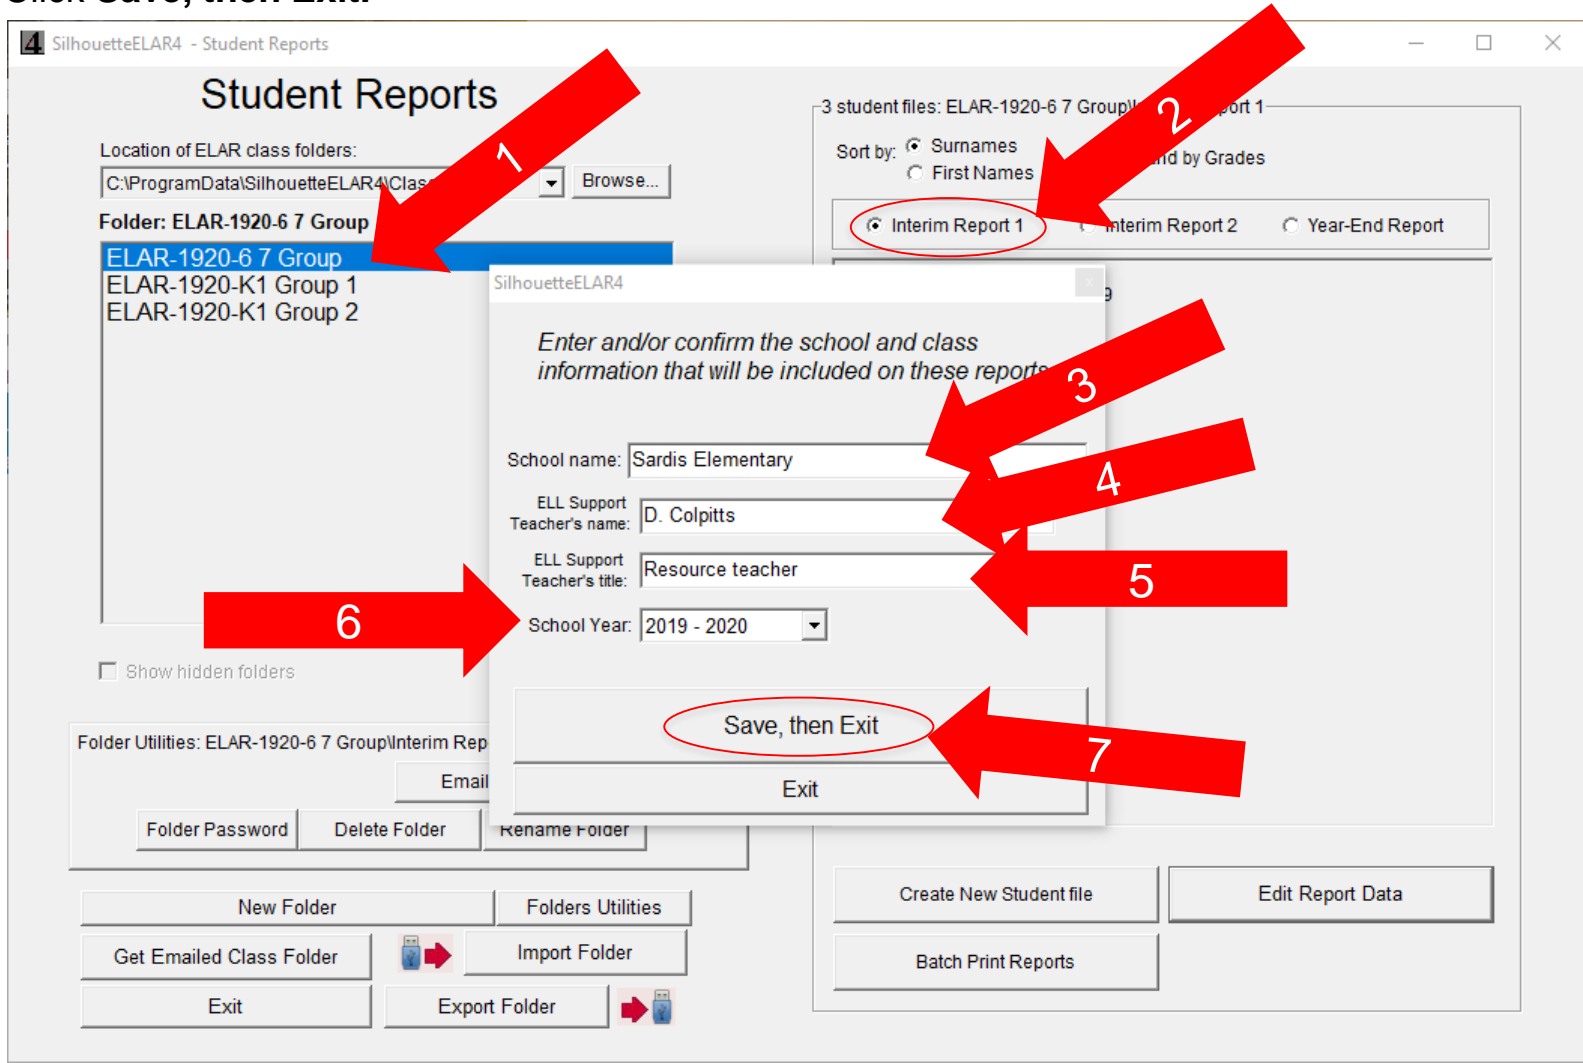 Click Save, then Exit.
SilhouetteELAR4 - Student Reports
Student Reports
Location of ELAR class folders:
C:\ProgramData\SilhouetteELAR4\Clas
Browse...
Folder: ELAR-1920-6 7 Group
ELAR-1920-6 7 Group
ELAR-1920-K1 Group 1
ELAR-1920-K1 Group 2
Show hidden folders
1
2
3 student files: ELAR-1920-6 7 Group\
port 1
Sort by:
Surnames
First Names
by Grades
Interim Report 1
Interim Report 2
Year-End Report
9
SilhouetteELAR4
x
Enter and/or confirm the school and class
information that will be included on these reports
3
School name: Sardis Elementary
4
ELL Support
Teacher's name:
D. Colpitts
ELL Support
Teacher's title:
Resource teacher
5
6
School Year: 2019 - 2020
Save, then Exit
7
Exit
Folder Utilities: ELAR-1920-6 7 Group\Interim Rep
Email
Folder Password
Delete Folder
Rename Folder
New Folder
Folders Utilities
Get Emailed Class Folder
Import Folder
Exit
Export Folder
Create New Student file
Edit Report Data
Batch Print Reports